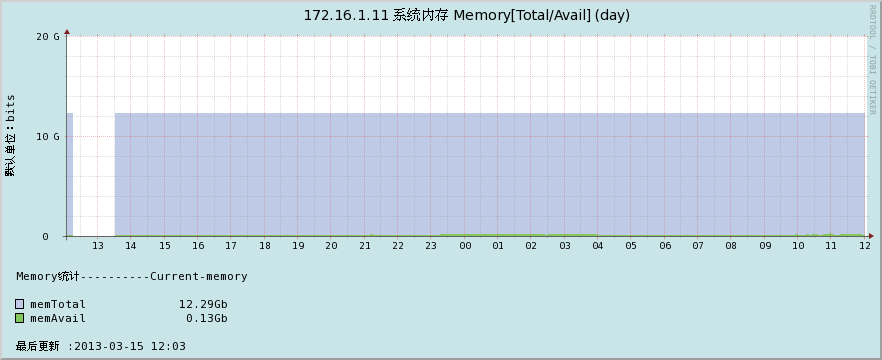 172.16.1.11 系统内存 Memory[Total/Avail] (day)
RRDTOOL / TOBI OETIKER
默认单位：bits
20 G
10 G
0
13 14 15 16 17 18 19 20 21 22 23 00 01 02 03 04 05 06 07 08 09 10 11 12
Memory统计----------Current-memory
memTotal 12.29Gb
memAvail 0.13Gb
最后更新 :2013-03-15 12:03